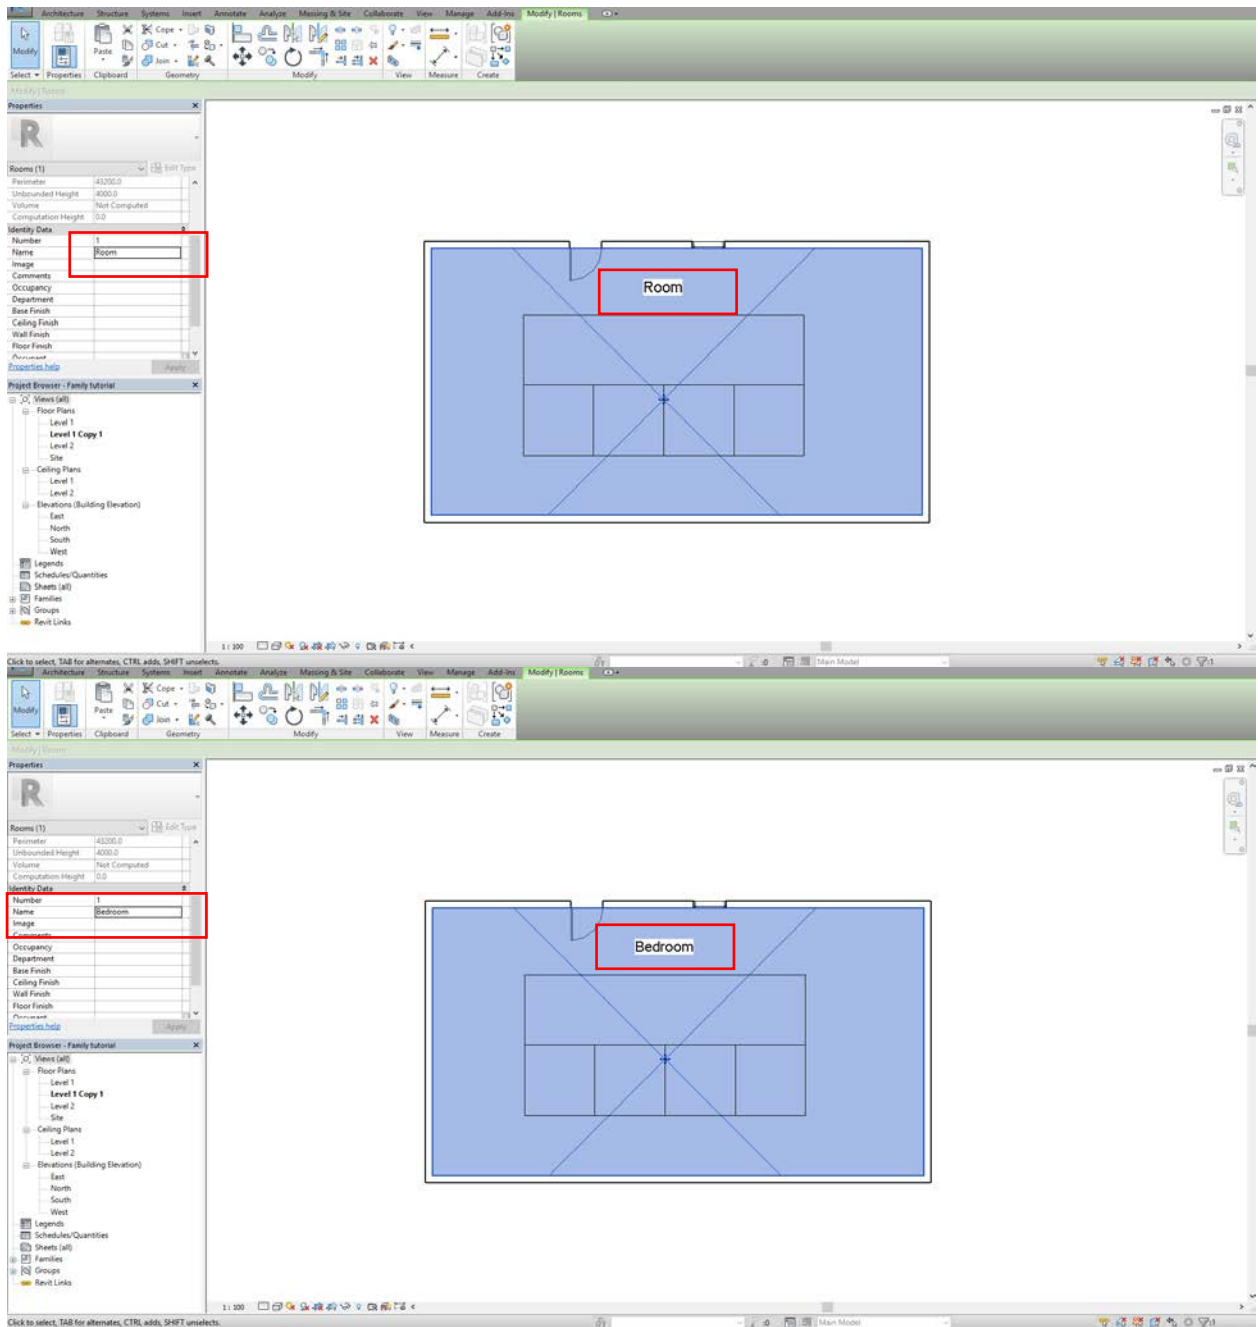 Architecture Structure Systems Insert Annotate Analyze Massing & Site Collaborate View Manage Add-Ins Modify | Rooms
Modify Paste Cope Cut Join
Select Properties Clipboard Geometry Modify View Measure Create
Modify | Rooms
Properties
R
Rooms (1) Edit Type
Perimeter 43200.0
Unbounded Height 4000.0
Volume Not Computed
Computation Height 0.0
Identity Data
Number 1
Name Room
Image
Comments
Occupancy
Department
Base Finish
Ceiling Finish
Wall Finish
Floor Finish
Occupant
Properties help Apply
Room
Project Browser - Family tutorial
Views (all)
Floor Plans
Level 1
Level 1 Copy 1
Level 2
Site
Ceiling Plans
Level 1
Level 2
Elevations (Building Elevation)
East
North
South
West
Legends
Schedules/Quantities
Sheets (all)
Families
Groups
Revit Links
1 : 100
Click to select, TAB for alternates, CTRL adds, SHIFT unselects. :0 Main Model :1
Architecture Structure Systems Insert Annotate Analyze Massing & Site Collaborate View Manage Add-Ins Modify | Rooms
Modify Paste Cope Cut Join
Select Properties Clipboard Geometry Modify View Measure Create
Modify | Rooms
Properties
R
Rooms (1) Edit Type
Perimeter 43200.0
Unbounded Height 4000.0
Volume Not Computed
Computation Height 0.0
Identity Data
Number 1
Name Bedroom
Image
Comments
Occupancy
Department
Base Finish
Ceiling Finish
Wall Finish
Floor Finish
Occupant
Properties help Apply
Bedroom
Project Browser - Family tutorial
Views (all)
Floor Plans
Level 1
Level 1 Copy 1
Level 2
Site
Ceiling Plans
Level 1
Level 2
Elevations (Building Elevation)
East
North
South
West
Legends
Schedules/Quantities
Sheets (all)
Families
Groups
Revit Links
1 : 100
Click to select, TAB for alternates, CTRL adds, SHIFT unselects. :0 Main Model :1